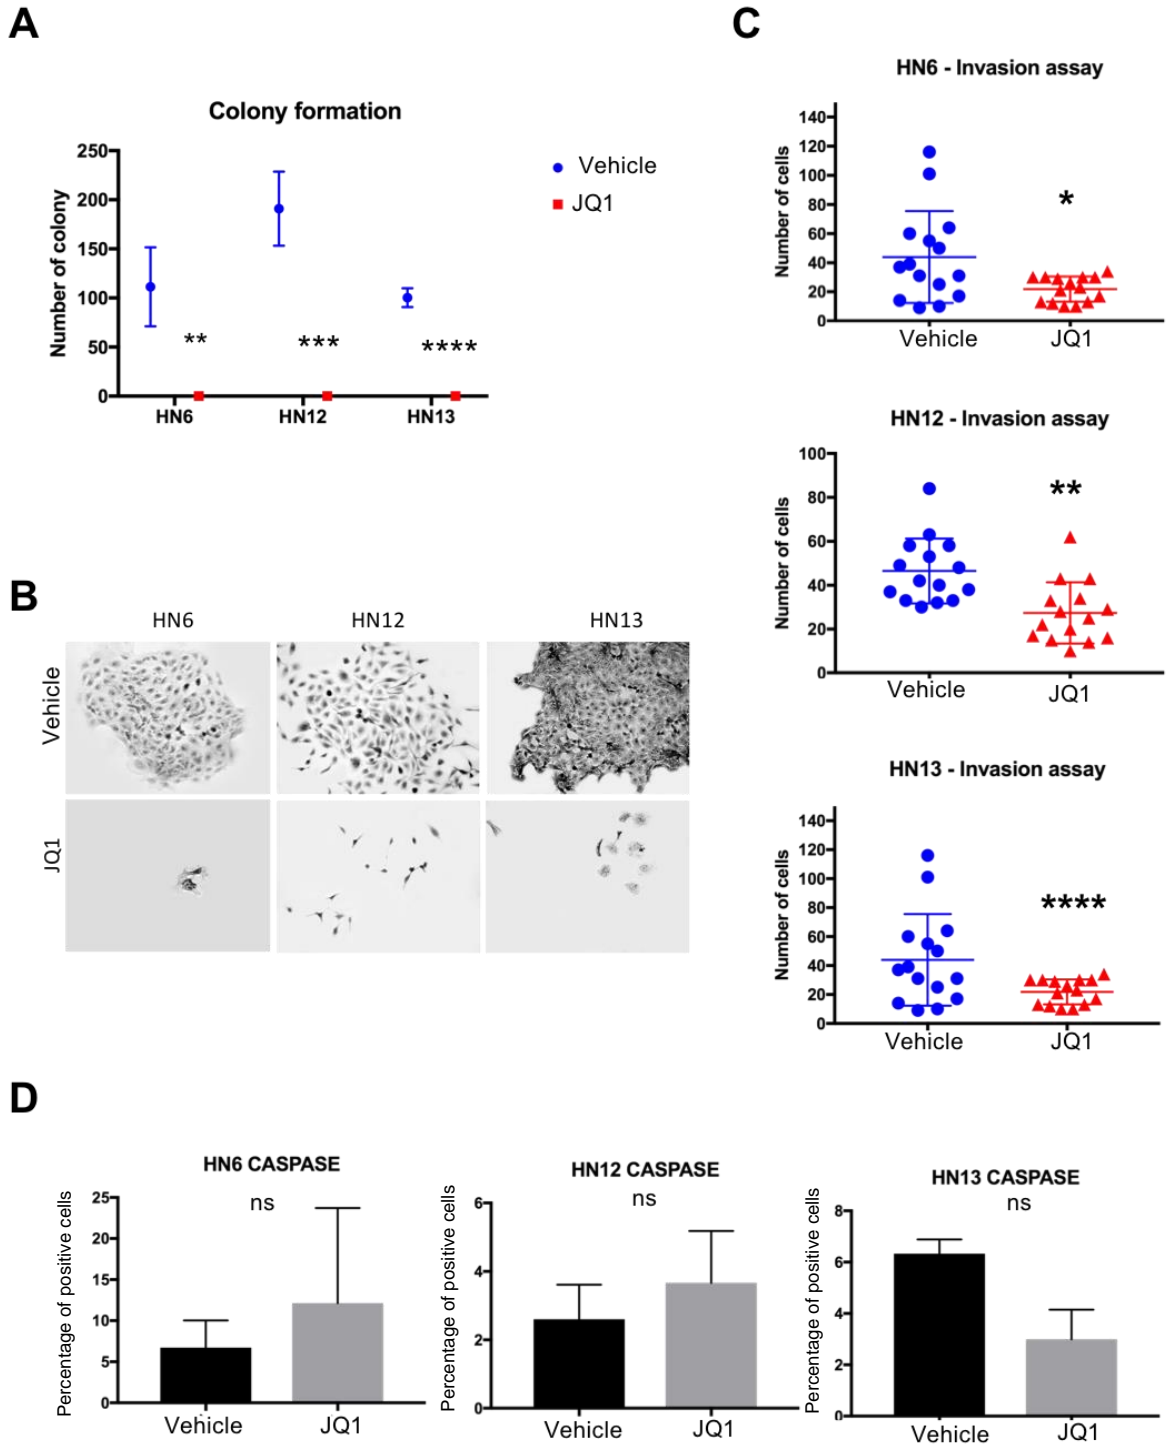 A
Colony formation
Number of colony
250
200
150
100
50
0
** *** ****
HN6 HN12 HN13
Vehicle
JQ1
B
HN6 HN12 HN13
Vehicle
JQ1
C
HN6 - Invasion assay
Number of cells
140
120
100
80
60
40
20
0
*
Vehicle JQ1
HN12 - Invasion assay
Number of cells
100
80
60
40
20
0
**
Vehicle JQ1
HN13 - Invasion assay
Number of cells
140
120
100
80
60
40
20
0
****
Vehicle JQ1
D
HN6 CASPASE
ns
Percentage of positive cells
25
20
15
10
5
0
Vehicle JQ1
HN12 CASPASE
ns
Percentage of positive cells
6
4
2
0
Vehicle JQ1
HN13 CASPASE
ns
Percentage of positive cells
8
6
4
2
0
Vehicle JQ1